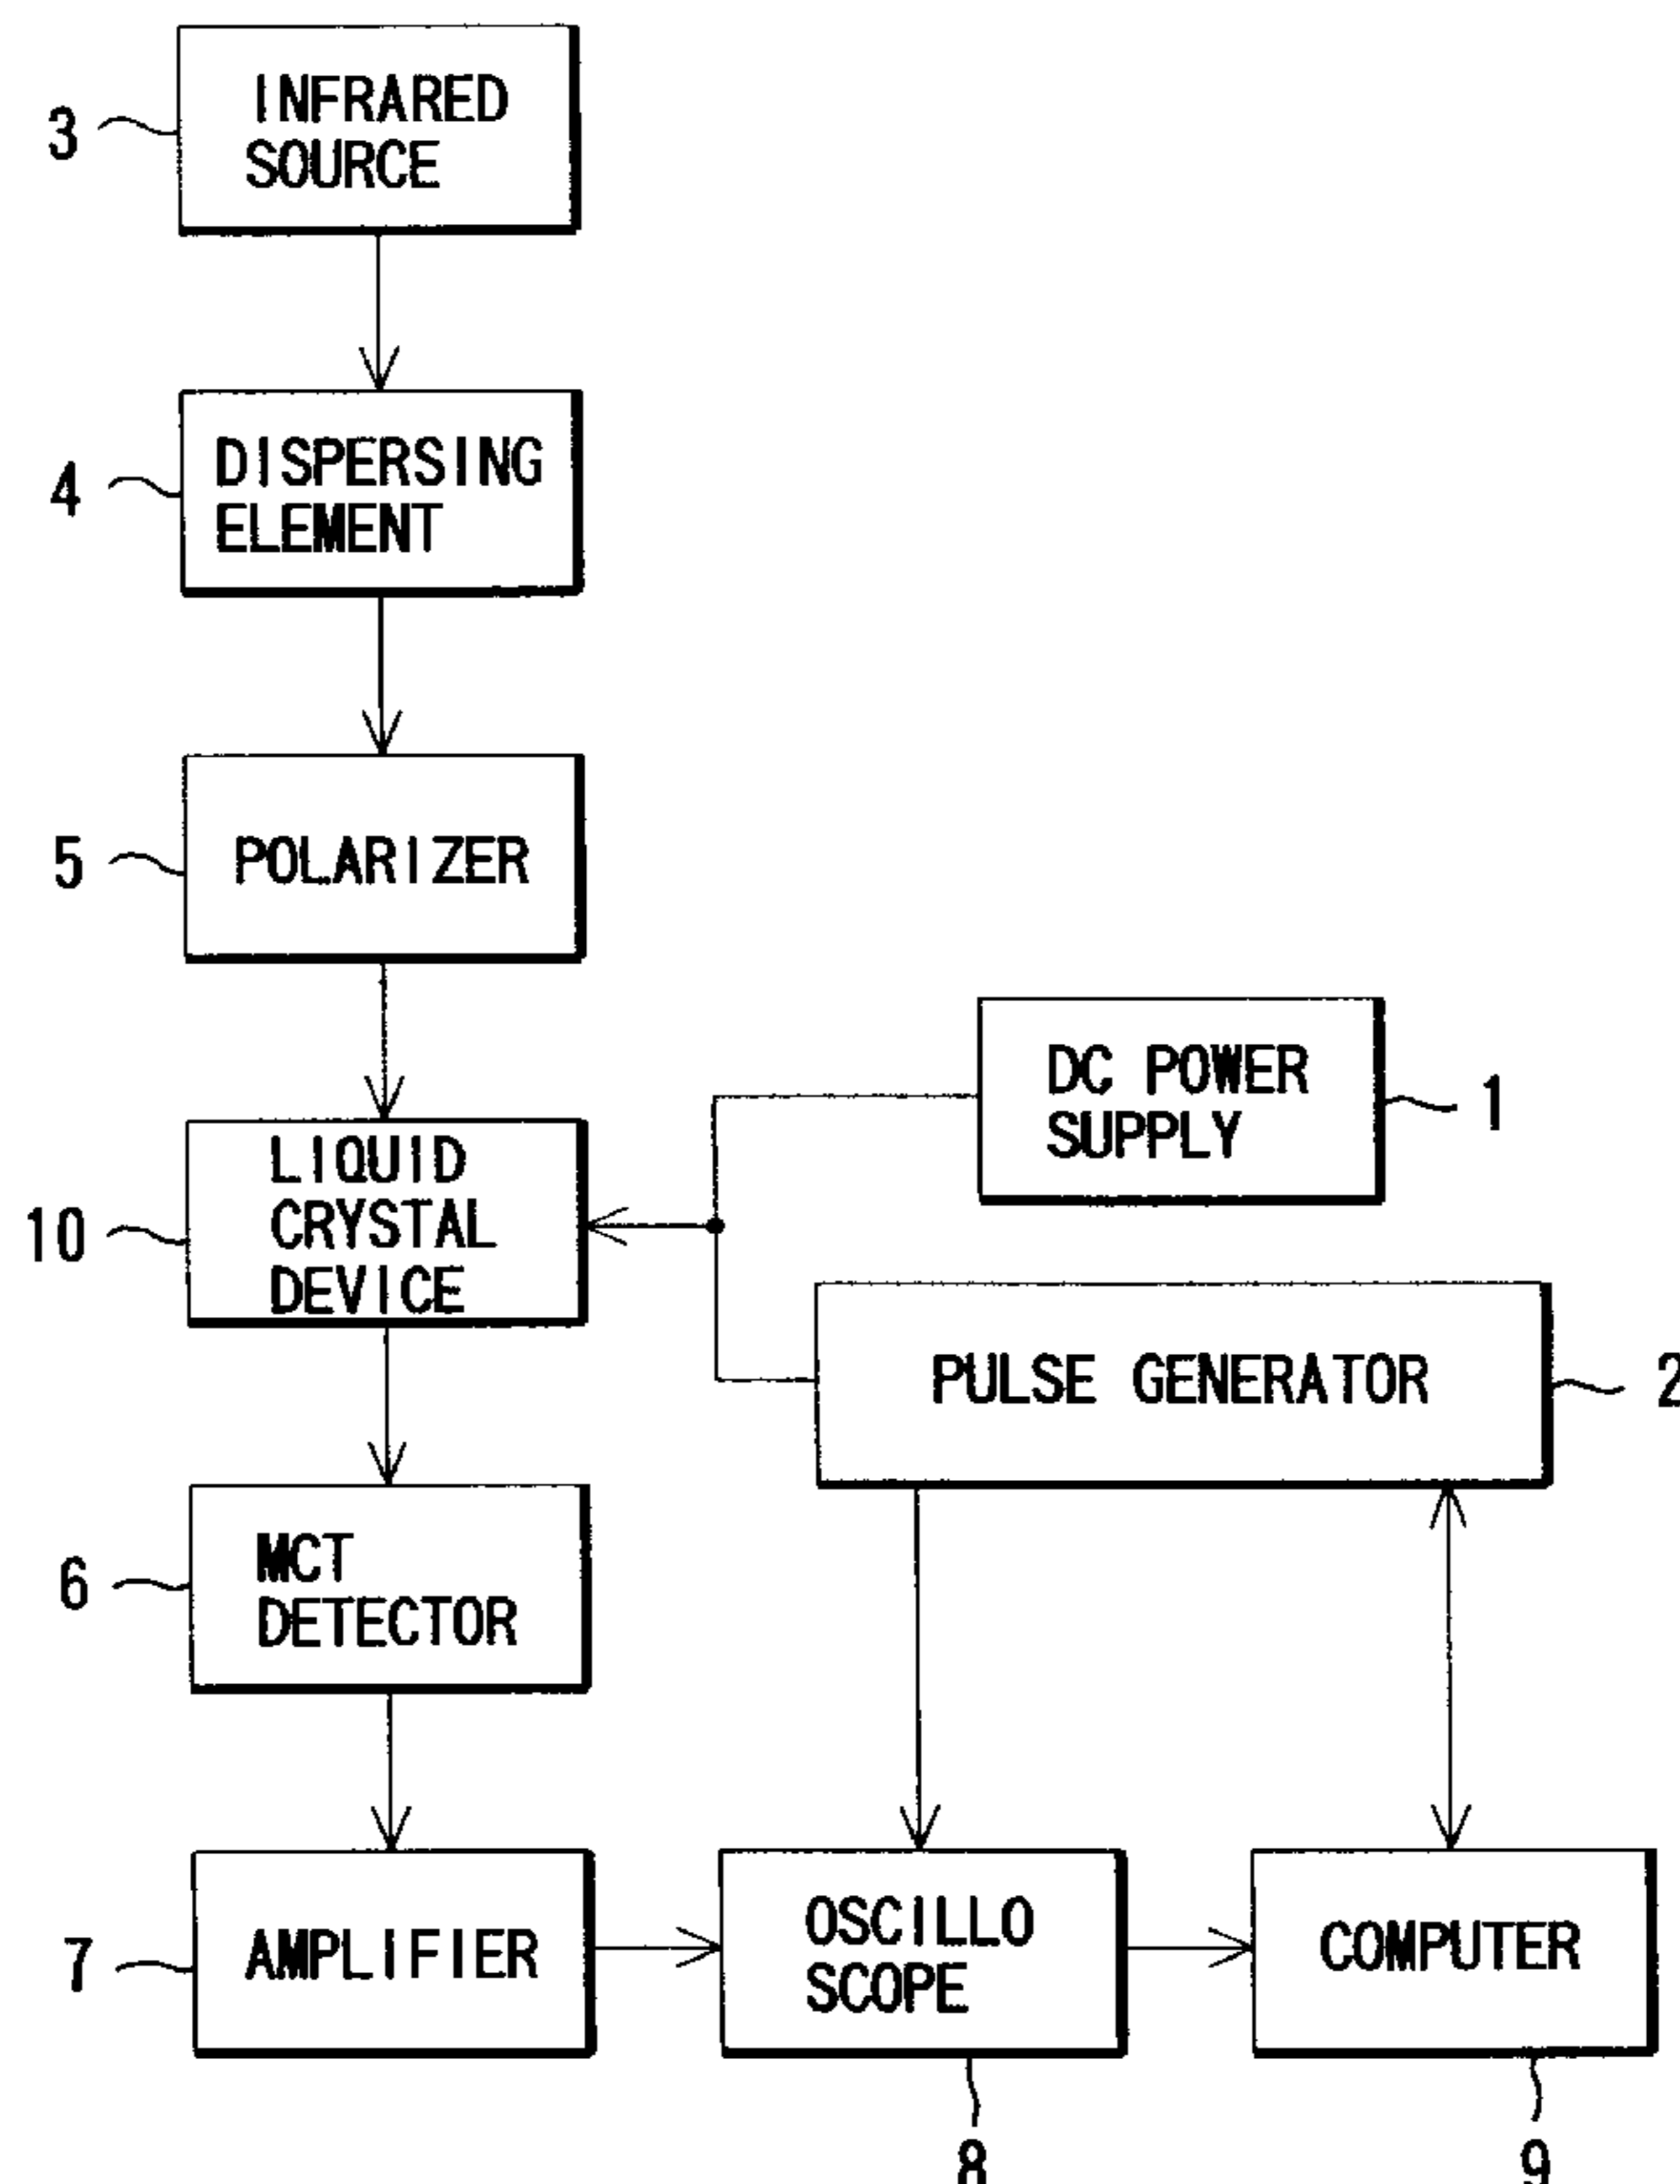 3
INFRARED
SOURCE
4
DISPERSING
ELEMENT
5
POLARIZER
DC POWER
SUPPLY
1
10
LIQUID
CRYSTAL
DEVICE
PULSE GENERATOR
2
6
MCT
DETECTOR
7
AMPLIFIER
OSCILLO
SCOPE
COMPUTER
8
9